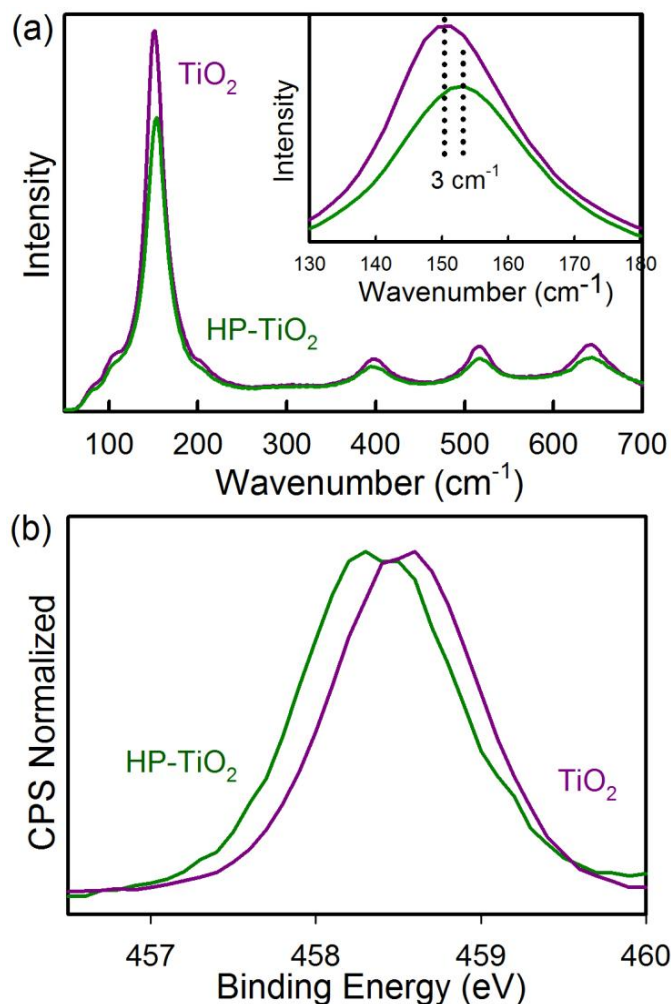 (a)
TiO₂
HP-TiO₂
Intensity
100 200 300 400 500 600 700
Wavenumber (cm⁻¹)
Intensity
3 cm⁻¹
130 140 150 160 170 180
Wavenumber (cm⁻¹)
(b)
CPS Normalized
HP-TiO₂
TiO₂
457 458 459 460
Binding Energy (eV)